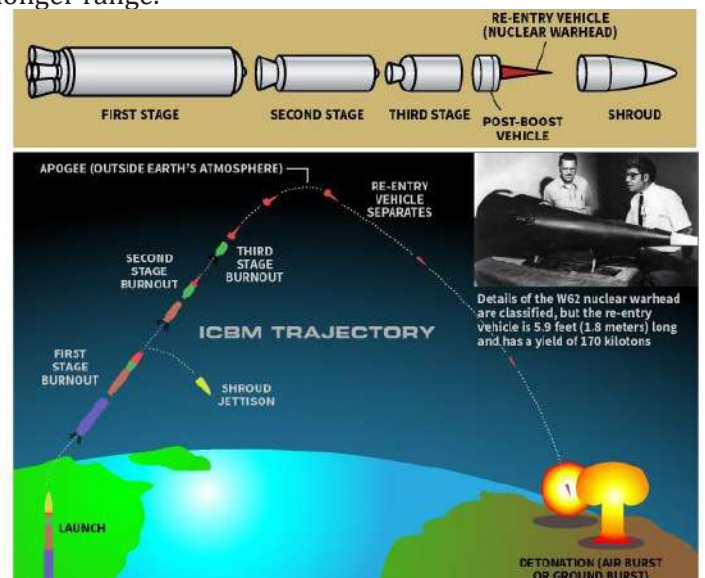 longer range.
RE-ENTRY VEHICLE
(NUCLEAR WARHEAD)
FIRST STAGE
SECOND STAGE
THIRD STAGE
POST-BOOST
VEHICLE
SHROUD
APOGEE (OUTSIDE EARTH'S ATMOSPHERE)
RE-ENTRY
VEHICLE
SEPARATES
THIRD
STAGE
BURNOUT
SECOND
STAGE
BURNOUT
Details of the W62 nuclear warhead
are classified, but the re-entry
vehicle is 5.9 feet (1.8 meters) long
and has a yield of 170 kilotons
ICBM TRAJECTORY
FIRST
STAGE
BURNOUT
SHROUD
JETTISON
LAUNCH
DETONATION (AIR BURST
OR GROUND BURST)